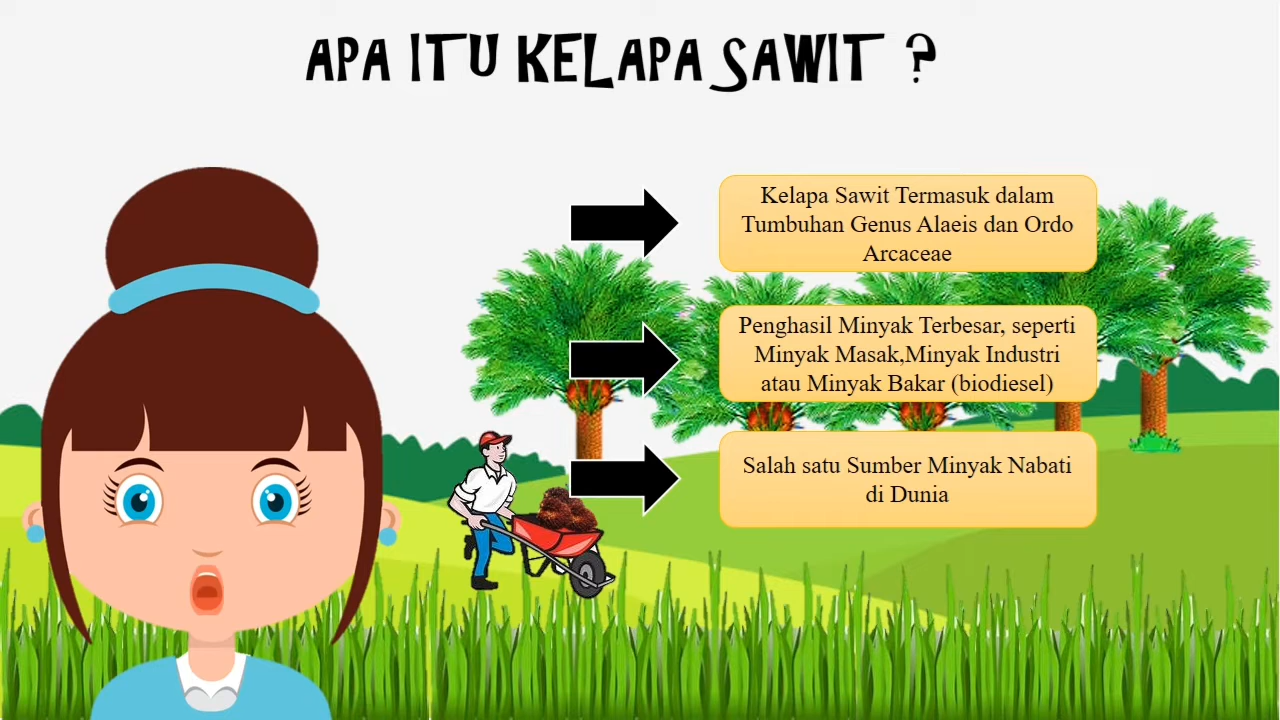 APA ITU KELAPA SAWIT ?
Kelapa Sawit Termasuk dalam
Tumbuhan Genus Alaeis dan Ordo
Arcaceae
Penghasil Minyak Terbesar, seperti
Minyak Masak,Minyak Industri
atau Minyak Bakar (biodiesel)
Salah satu Sumber Minyak Nabati
di Dunia